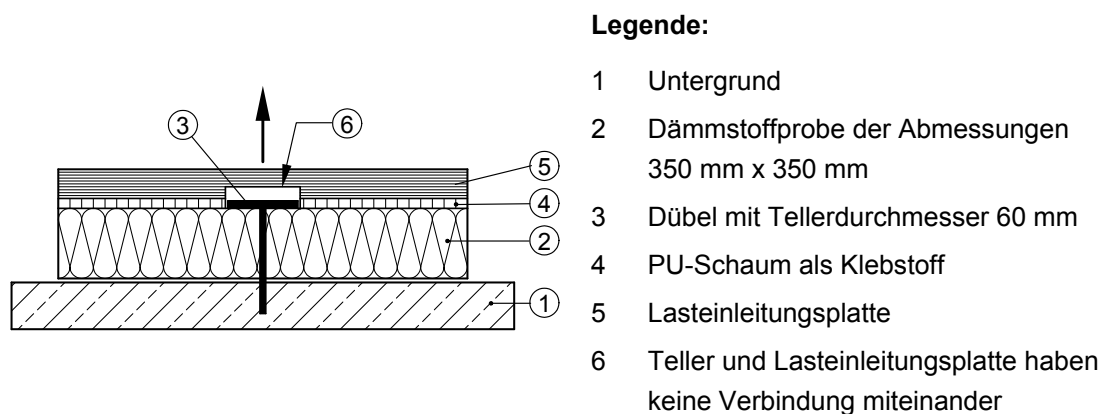 Legende:
1 Untergrund
2 Dämmstoffprobe der Abmessungen
350 mm x 350 mm
3 Dübel mit Tellerdurchmesser 60 mm
4 PU-Schaum als Klebstoff
5 Lasteinleitungsplatte
6 Teller und Lasteinleitungsplatte haben
keine Verbindung miteinander
3
6
5
4
2
1